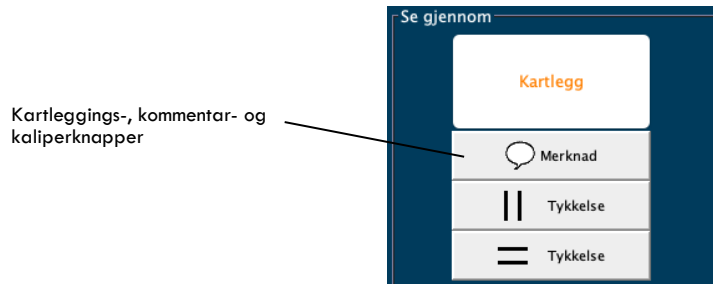 Se gjennom
Kartlegg
Kartleggings-, kommentar- og
kaliperknapper
Merknad
Tykkelse
Tykkelse